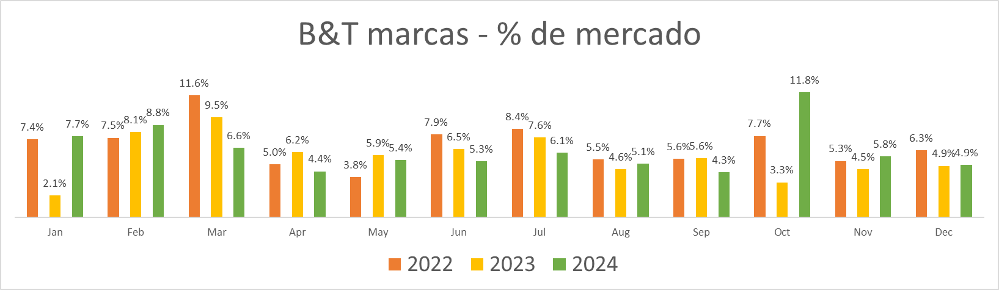 B&T marcas - % de mercado
7.4% 2.1% 7.7%
7.5% 8.1% 8.8%
11.6% 9.5% 6.6%
5.0% 6.2% 4.4%
3.8% 5.9% 5.4%
7.9% 6.5% 5.3%
8.4% 7.6% 6.1%
5.5% 4.6% 5.1%
5.6% 5.6% 4.3%
7.7% 3.3% 11.8%
5.3% 4.5% 5.8%
6.3% 4.9% 4.9%
Jan Feb Mar Apr May Jun Jul Aug Sep Oct Nov Dec
2022 2023 2024